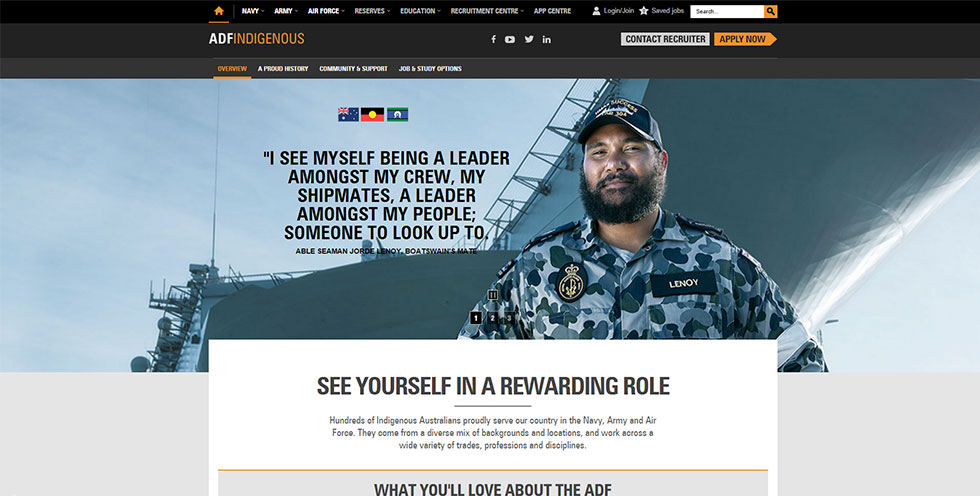 NAVY ARMY AIR FORCE RESERVES EDUCATION RECRUITMENT CENTRE APP CENTRE Login/Join Saved jobs Search...
ADFINDIGENOUS
CONTACT RECRUITER APPLY NOW
OVERVIEW A PROUD HISTORY COMMUNITY & SUPPORT JOB & STUDY OPTIONS
"I SEE MYSELF BEING A LEADER
AMONGST MY CREW, MY
SHIPMATES, A LEADER
AMONGST MY PEOPLE;
SOMEONE TO LOOK UP TO.
ABLE SEAMAN JORDE LENOY, BOATSWAIN'S MATE
SUCCESS
304
LENOY
1 2 3
SEE YOURSELF IN A REWARDING ROLE
Hundreds of Indigenous Australians proudly serve our country in the Navy, Army and Air
Force. They come from a diverse mix of backgrounds and locations, and work across a
wide variety of trades, professions and disciplines.
WHAT YOU'LL LOVE ABOUT THE ADF